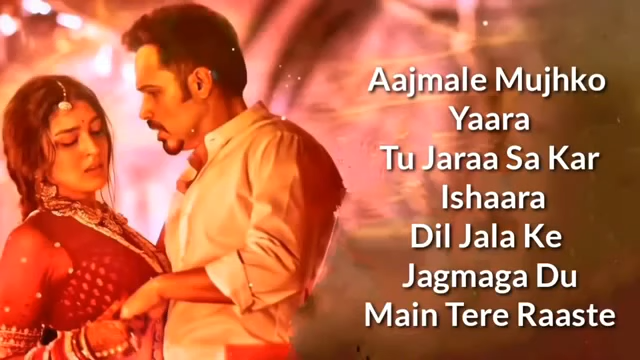 Aajmale Mujhko
Yaara
Tu Jaraa Sa Kar
Ishaara
Dil Jala Ke
Jagmaga Du
Main Tere Raaste